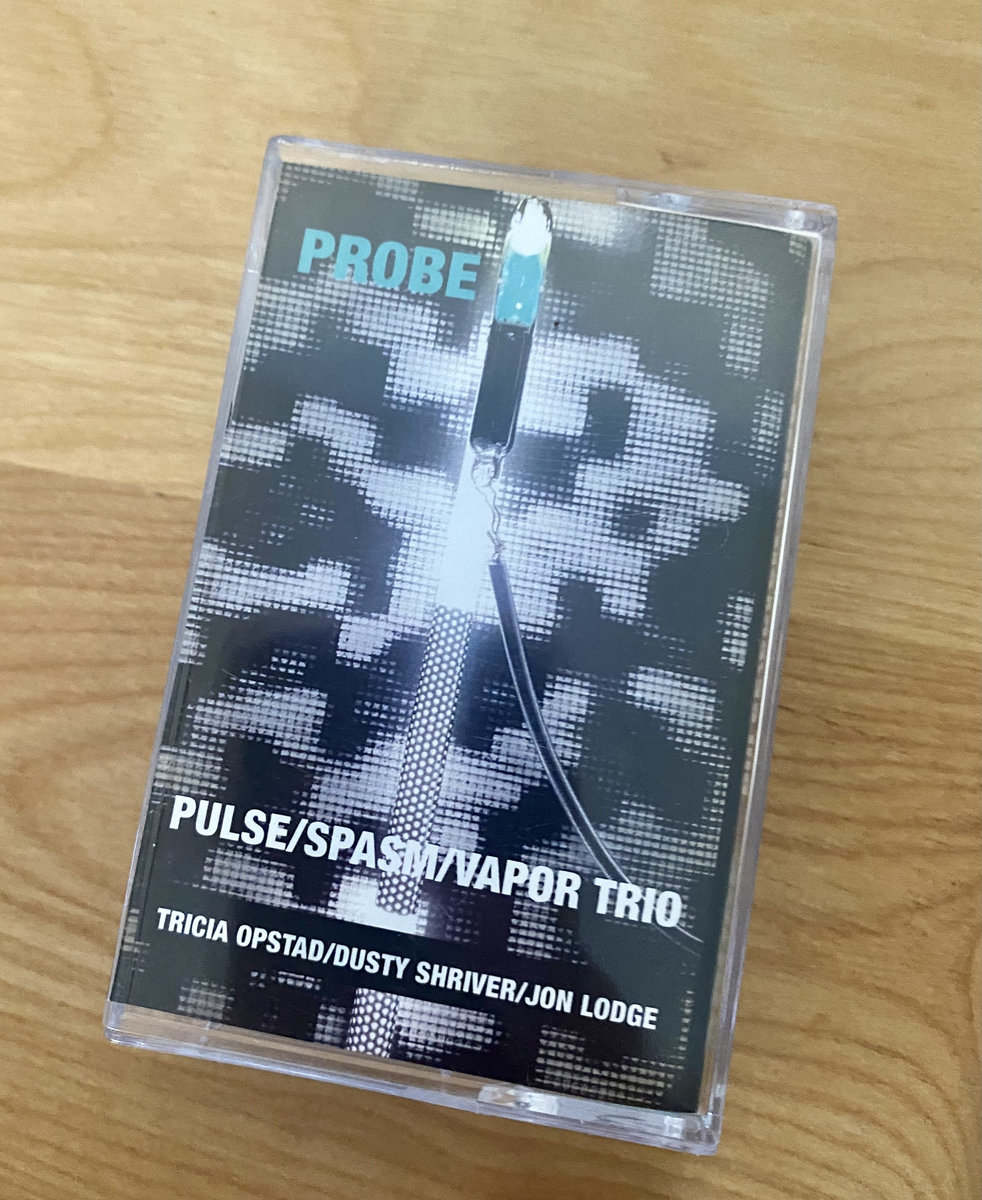 PROBE
PULSE/SPASM/VAPOR TRIO
TRICIA OPSTAD/DUSTY SHRIVER/JON LODGE